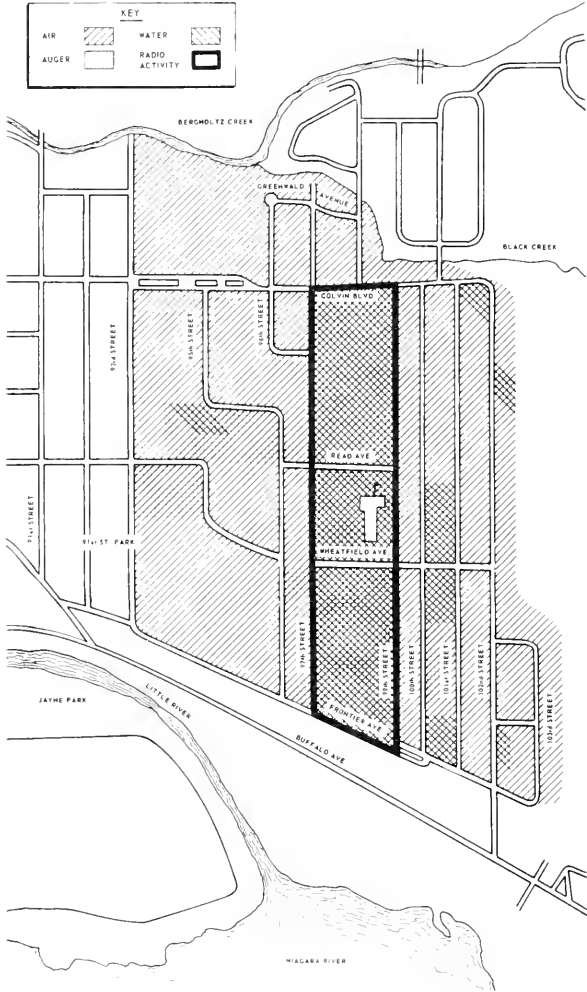 KEY
AIR
WATER
AUGER
RADIO
ACTIVITY
BERGHOLTZ CREEK
GREENWALD
AVENUE
BLACK CREEK
COLVIN BLVD
93rd STREET
95th STREET
96th STREET
READ AVE
91st STREET
91st ST. PARK
WHEATFIELD AVE
97th STREET
99th STREET
100th STREET
101st STREET
102nd STREET
103rd STREET
FRONTIER AVE
JAYNE PARK
LITTLE RIVER
BUFFALO AVE
NIAGARA RIVER